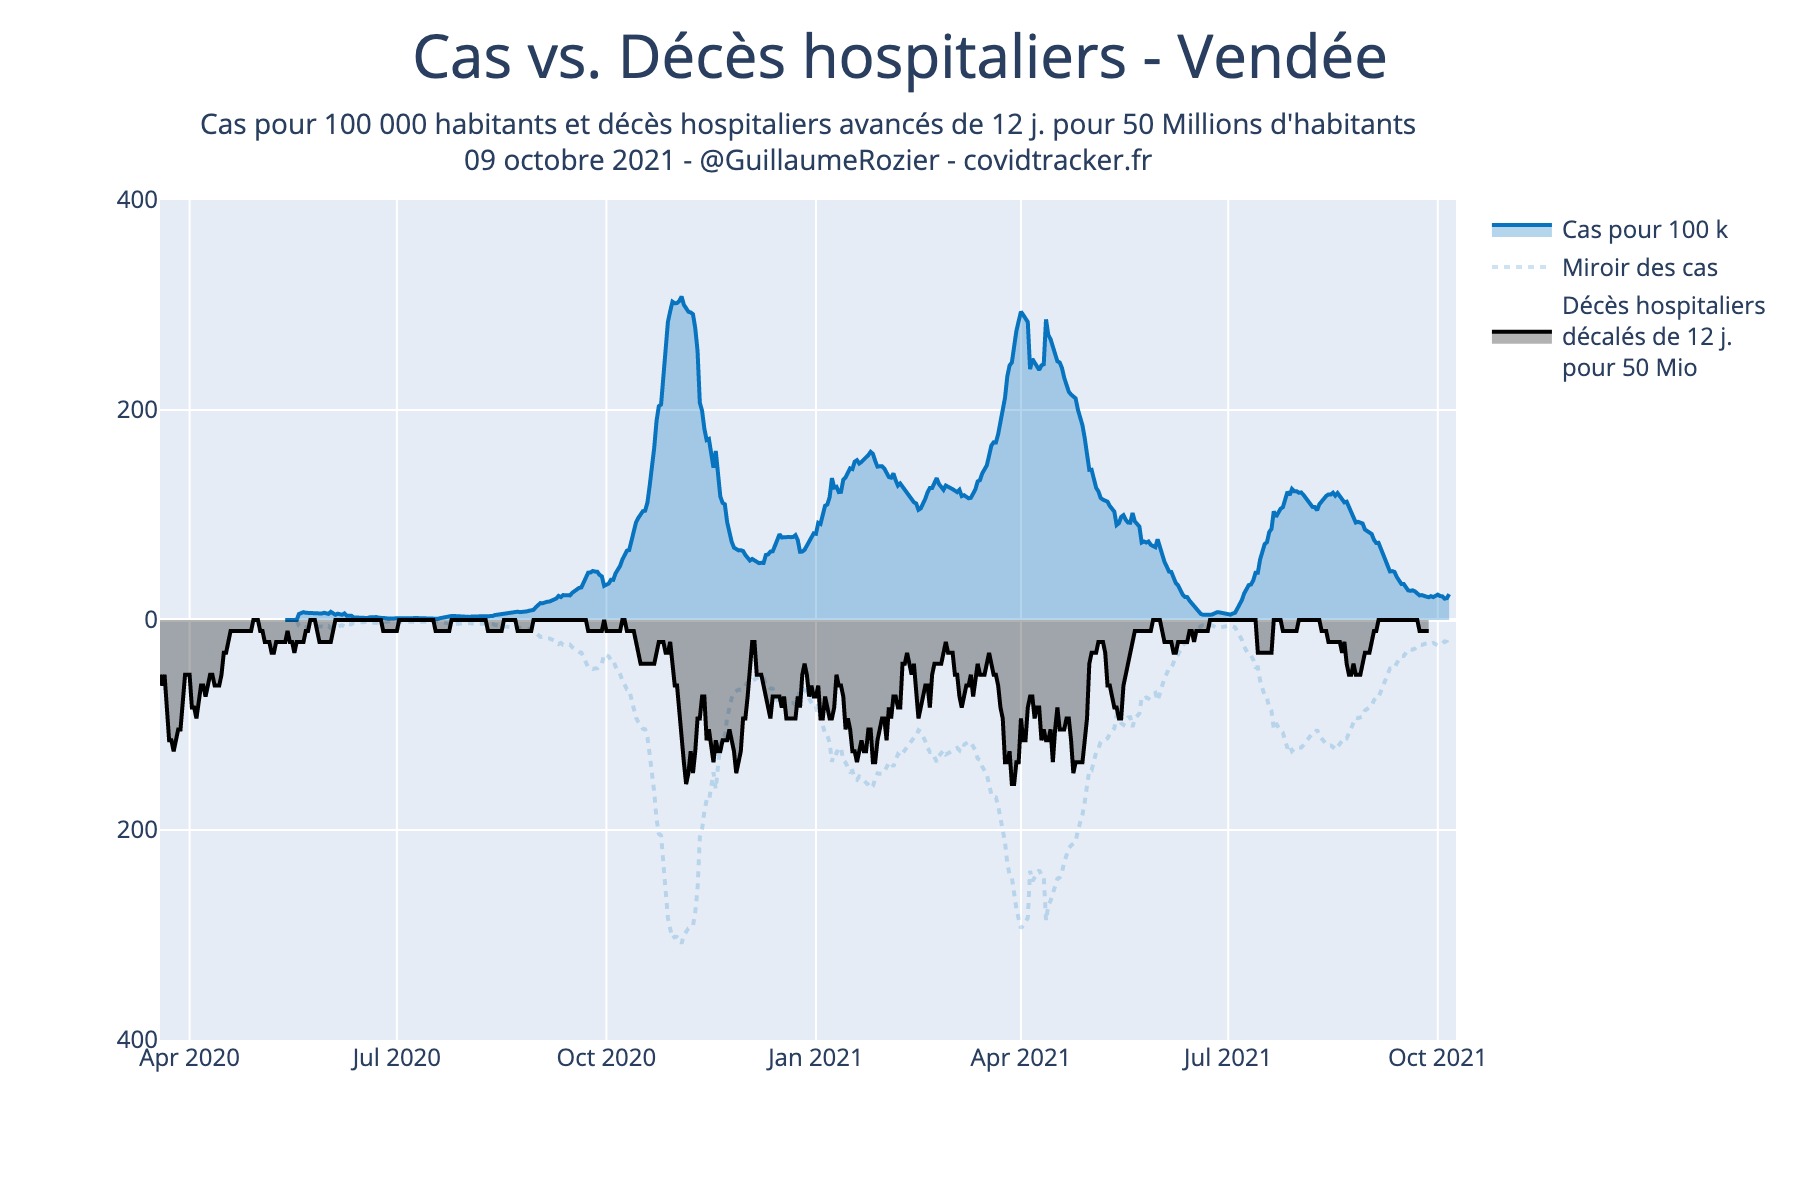 Cas vs. Décès hospitaliers - Vendée
Cas pour 100 000 habitants et décès hospitaliers avancés de 12 j. pour 50 Millions d'habitants
09 octobre 2021 - @GuillaumeRozier - covidtracker.fr
400
200
0
200
400
Apr 2020
Jul 2020
Oct 2020
Jan 2021
Apr 2021
Jul 2021
Oct 2021
Cas pour 100 k
Miroir des cas
Décès hospitaliers
décalés de 12 j.
pour 50 Mio